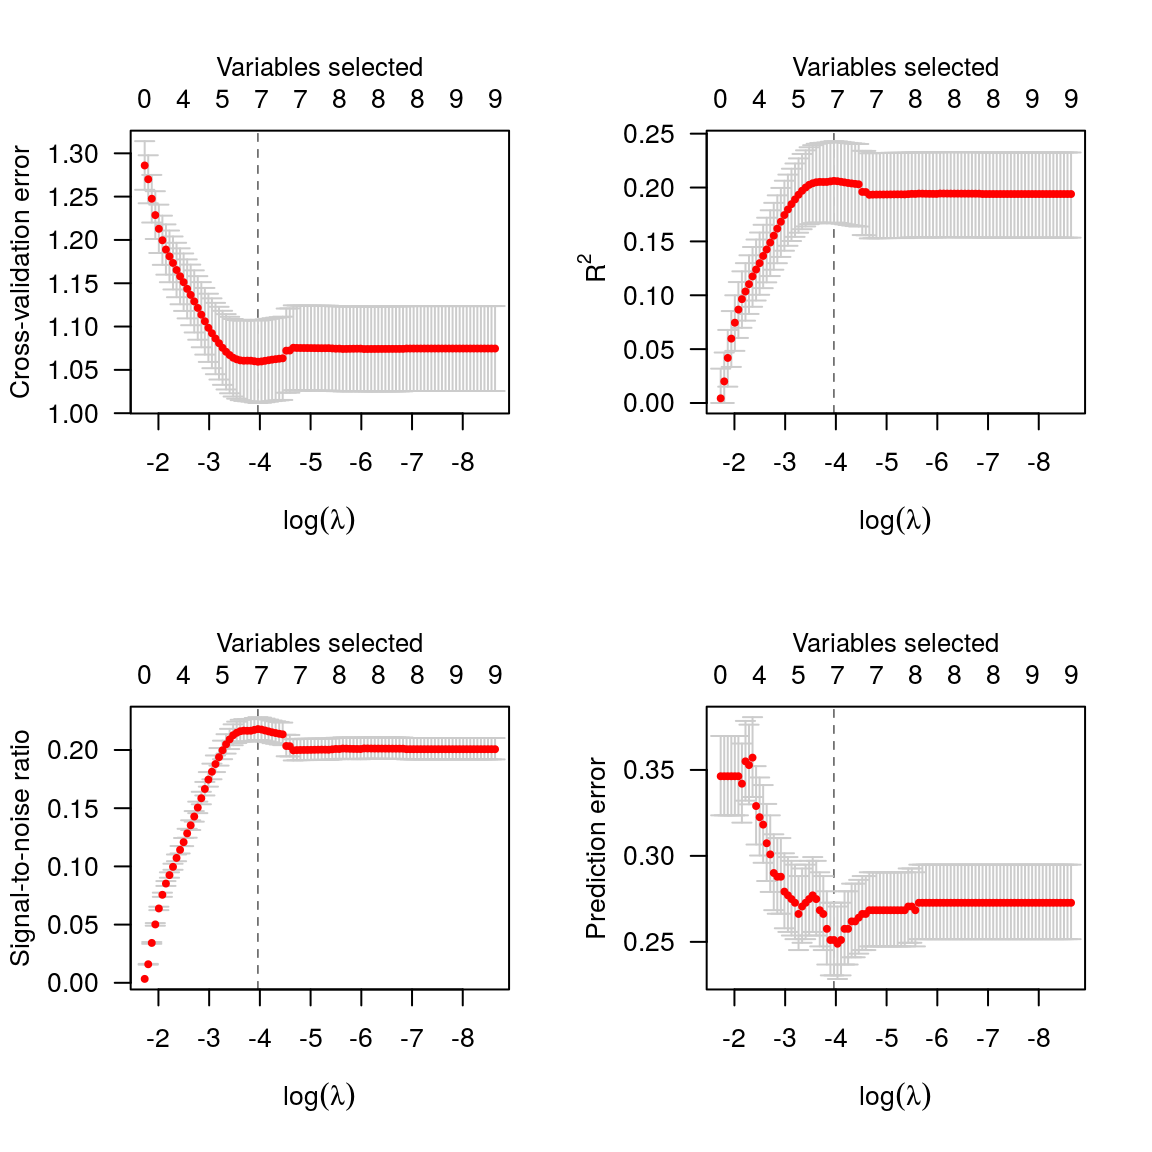 Variables selected
0 4 5 7 7 8 8 8 9 9
Cross-validation error
1.30
1.25
1.20
1.15
1.10
1.05
1.00
-2 -3 -4 -5 -6 -7 -8
log(λ)
Variables selected
0 4 5 7 7 8 8 8 9 9
R²
0.25
0.20
0.15
0.10
0.05
0.00
-2 -3 -4 -5 -6 -7 -8
log(λ)
Variables selected
0 4 5 7 7 8 8 8 9 9
Signal-to-noise ratio
0.20
0.15
0.10
0.05
0.00
-2 -3 -4 -5 -6 -7 -8
log(λ)
Variables selected
0 4 5 7 7 8 8 8 9 9
Prediction error
0.35
0.30
0.25
-2 -3 -4 -5 -6 -7 -8
log(λ)